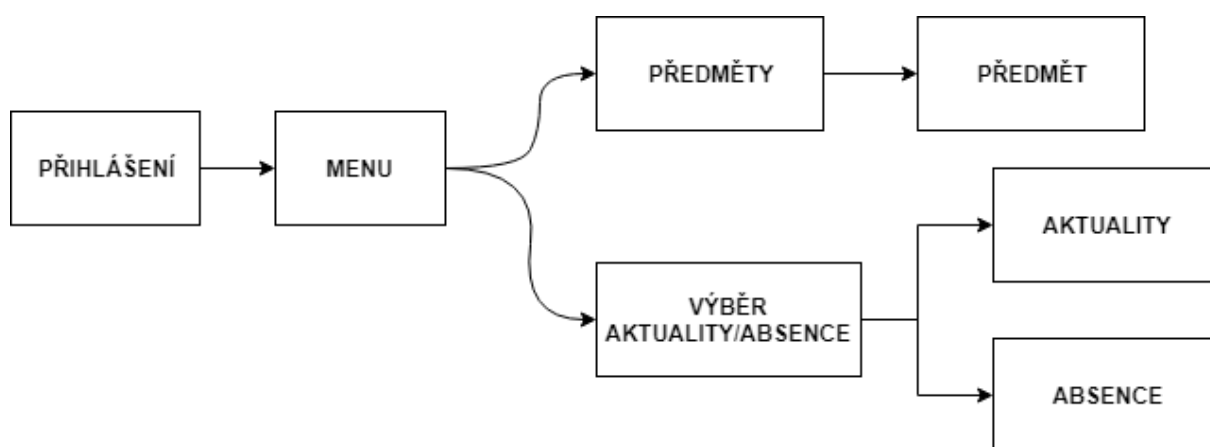 PŘIHLÁŠENÍ
MENU
PŘEDMĚTY
PŘEDMĚT
VÝBĚR
AKTUALITY/ABSENCE
AKTUALITY
ABSENCE